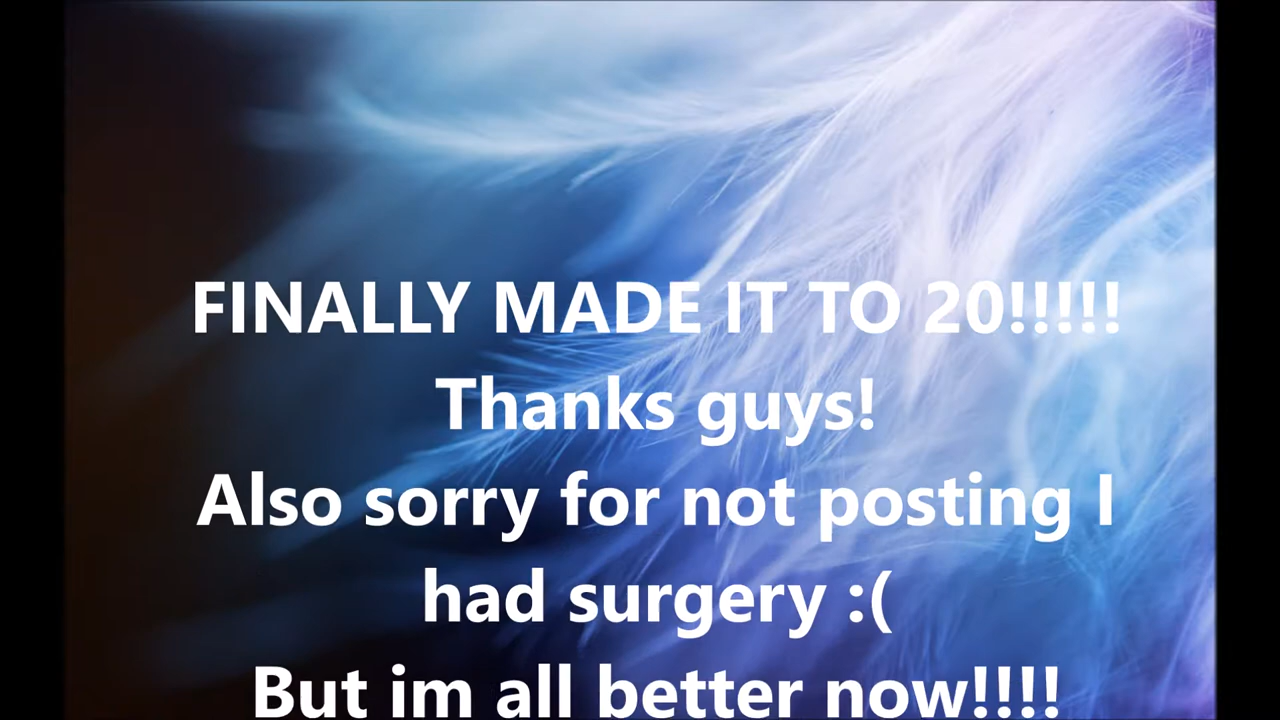 FINALLY MADE IT TO 20!!!!!
Thanks guys!
Also sorry for not posting I
had surgery :(
But im all better now!!!!